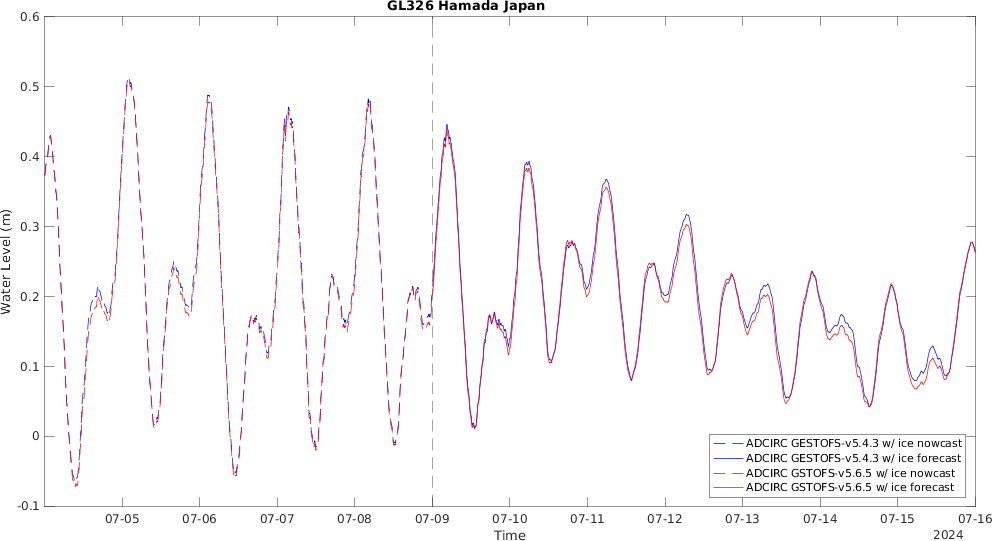 GL326 Hamada Japan
0.6
0.5
0.4
0.3
0.2
0.1
0
-0.1
Water Level (m)
ADCIRC GESTOFS-v5.4.3 w/ ice nowcast
ADCIRC GESTOFS-v5.4.3 w/ ice forecast
ADCIRC GSTOFS-v5.6.5 w/ ice nowcast
ADCIRC GSTOFS-v5.6.5 w/ ice forecast
07-05 07-06 07-07 07-08 07-09 07-10 07-11 07-12 07-13 07-14 07-15 07-16
Time
2024